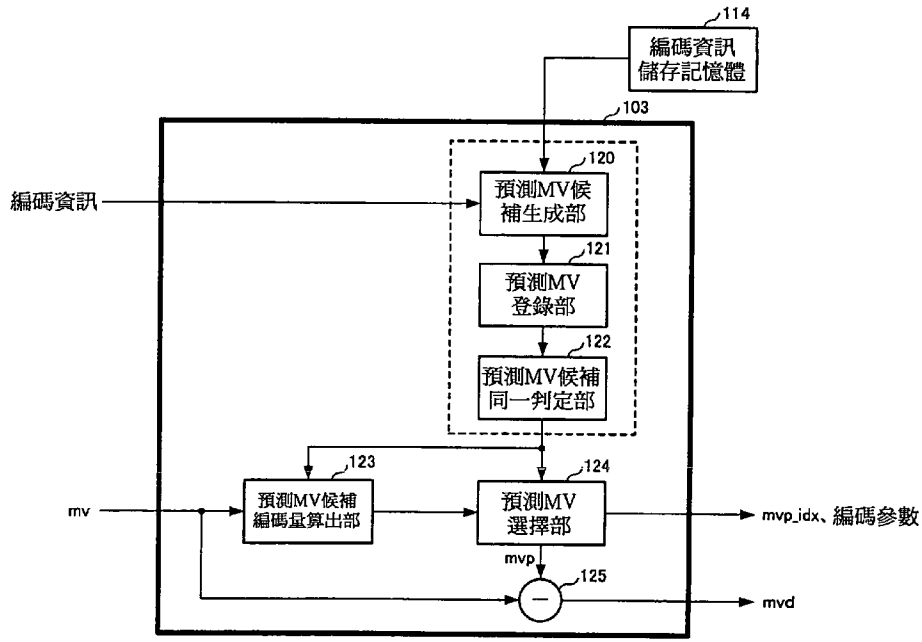 114
編碼資訊
儲存記憶體
103
120
預測MV候
補生成部
編碼資訊
121
預測MV
登錄部
122
預測MV候補
同一判定部
123
預測MV候補
編碼量算出部
124
預測MV
選擇部
mv
mvp_idx、編碼參數
mvp
125
mvd